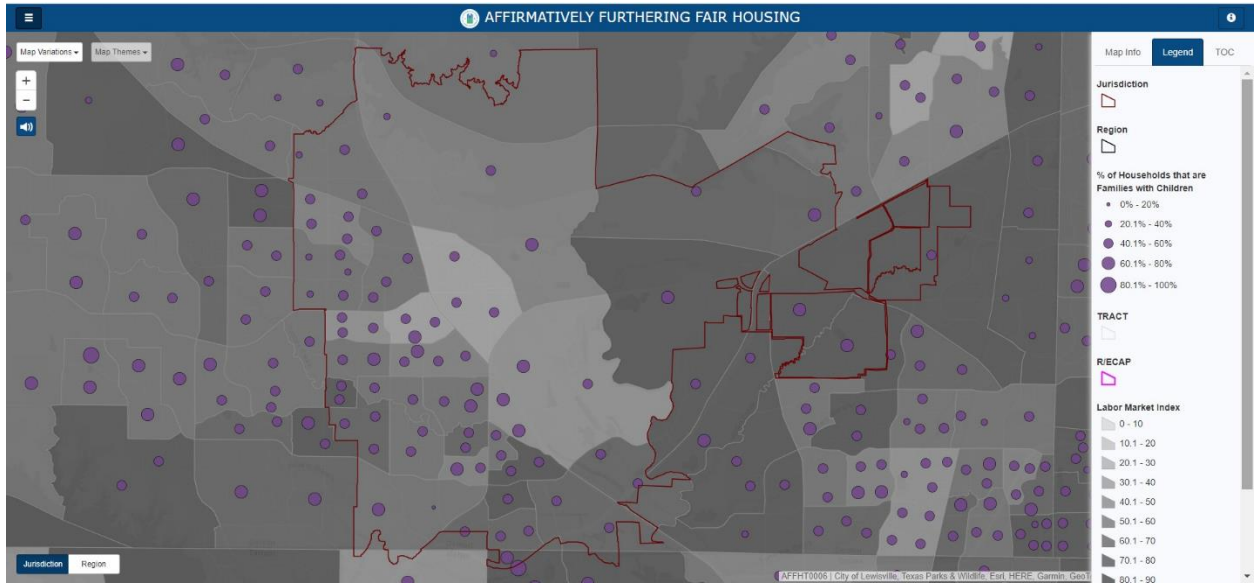 AFFIRMATIVELY FURTHERING FAIR HOUSING
Map Variations
Map Themes
Map Info
Legend
TOC
+
−
Jurisdiction
Region
% of Households that are
Families with Children
0% - 20%
20.1% - 40%
40.1% - 60%
60.1% - 80%
80.1% - 100%
TRACT
R/ECAP
Labor Market Index
0 - 10
10.1 - 20
20.1 - 30
30.1 - 40
40.1 - 50
50.1 - 60
60.1 - 70
70.1 - 80
80.1 - 90
Jurisdiction
Region
AFFHT0006 | City of Lewisville, Texas Parks & Wildlife, Esri, HERE, Garmin, GeoT